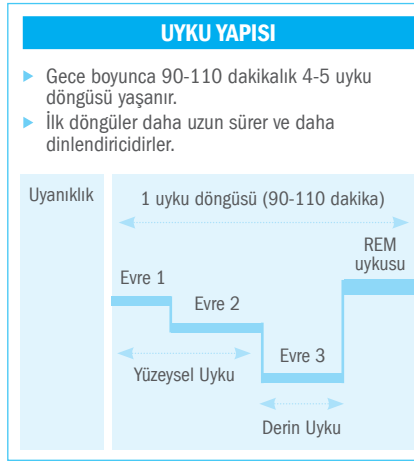 UYKU YAPISI
Gece boyunca 90-110 dakikalık 4-5 uyku
döngüsü yaşanır.
İlk döngüler daha uzun sürer ve daha
dinlendiricidirler.
Uyanıklık
1 uyku döngüsü (90-110 dakika)
REM
uykusu
Evre 1
Evre 2
Evre 3
Yüzeysel Uyku
Derin Uyku